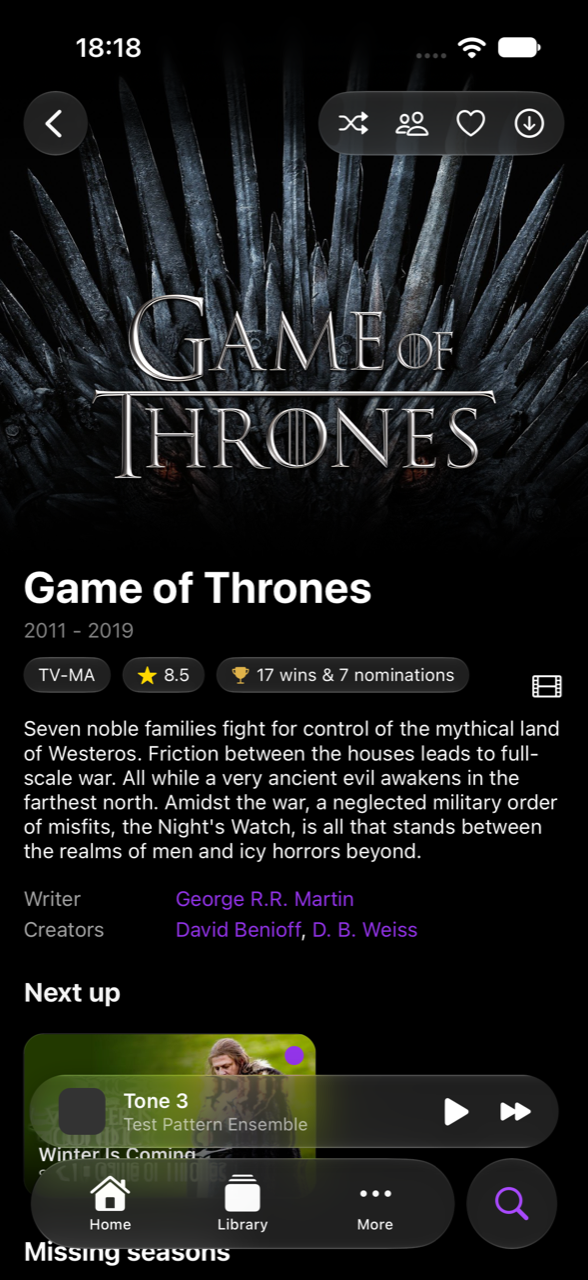 18:18
GAME OF
THRONES
Game of Thrones
2011 - 2019
TV-MA
8.5
17 wins & 7 nominations
Seven noble families fight for control of the mythical land
of Westeros. Friction between the houses leads to full-
scale war. All while a very ancient evil awakens in the
farthest north. Amidst the war, a neglected military order
of misfits, the Night's Watch, is all that stands between
the realms of men and icy horrors beyond.
Writer George R.R. Martin
Creators David Benioff, D. B. Weiss
Next up
Tone 3
Test Pattern Ensemble
Winter Is Coming
Home Library More
Missing seasons